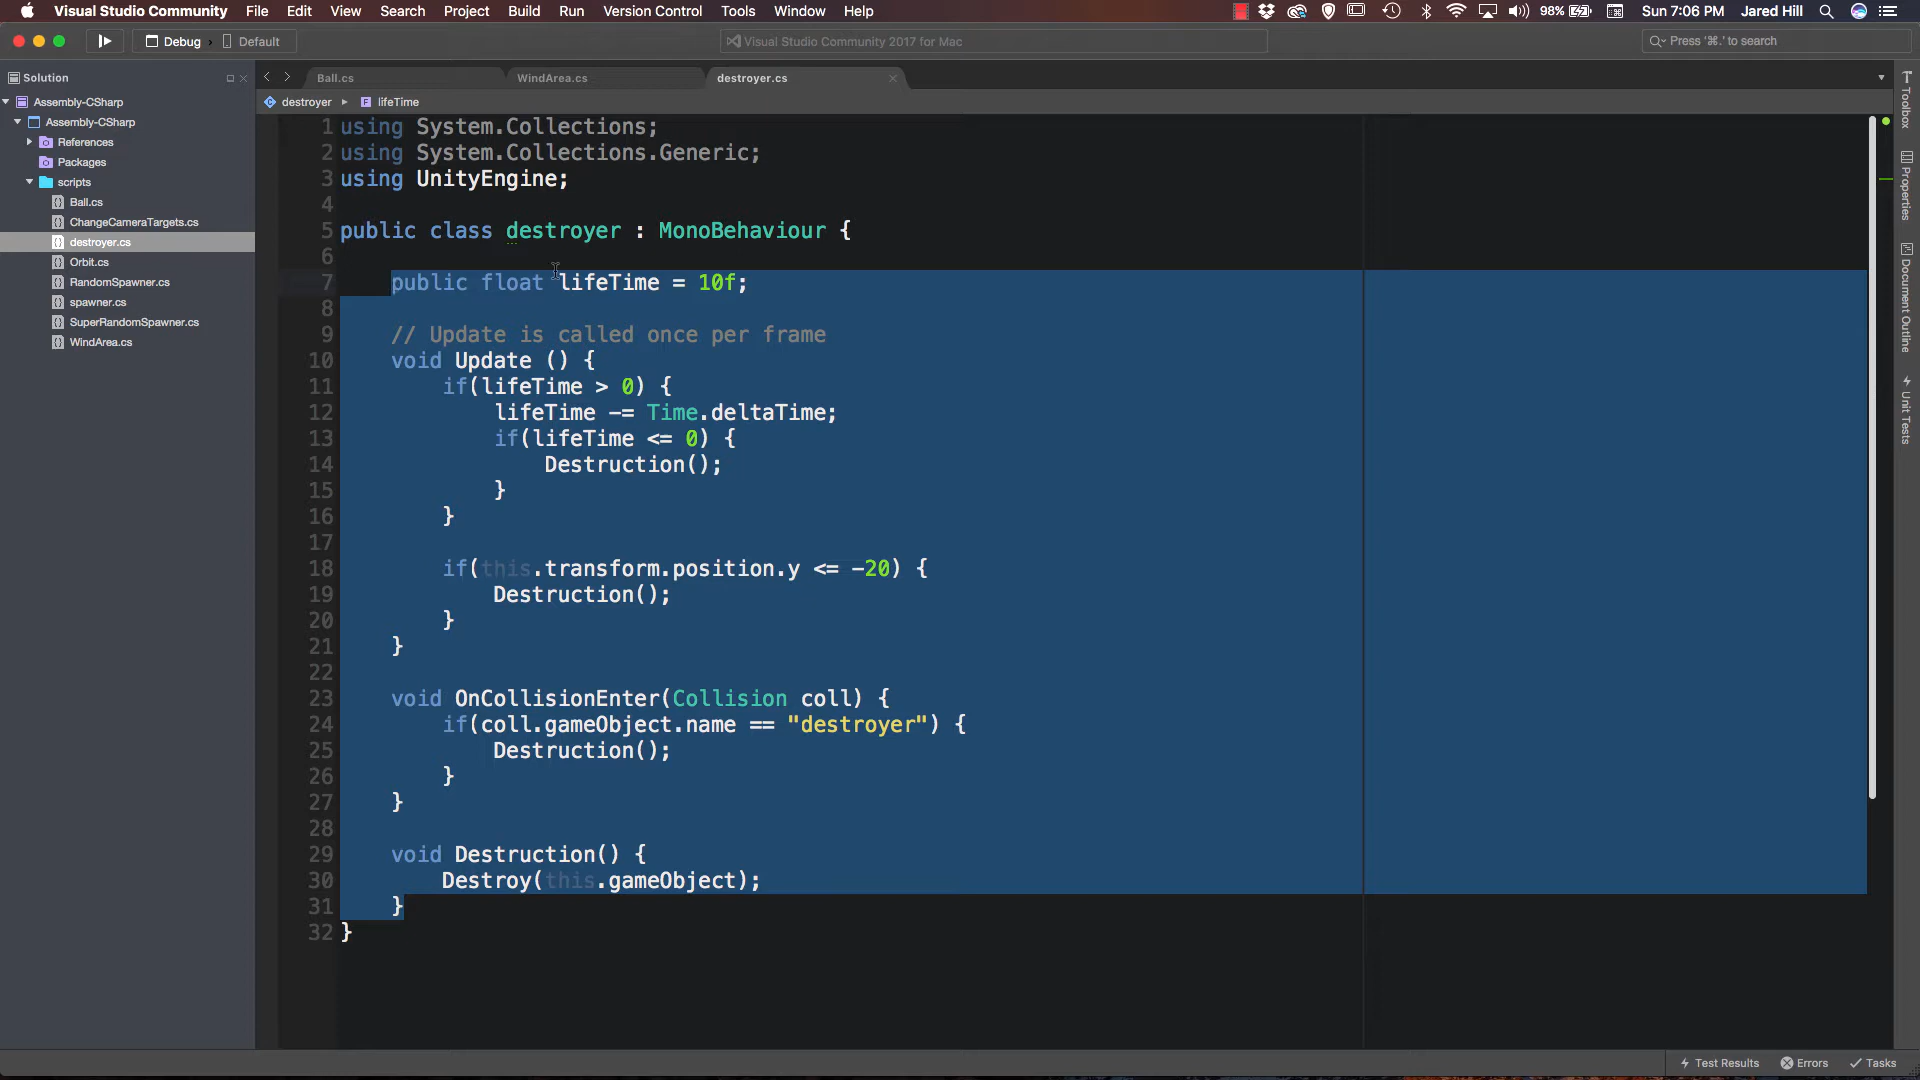 Visual Studio Community File Edit View Search Project Build Run Version Control Tools Window Help 98% Sun 7:06 PM Jared Hill
Debug Default Visual Studio Community 2017 for Mac Press '⌘.' to search
Solution
Assembly-CSharp
Assembly-CSharp
References
Packages
scripts
Ball.cs
ChangeCameraTargets.cs
destroyer.cs
Orbit.cs
RandomSpawner.cs
spawner.cs
SuperRandomSpawner.cs
WindArea.cs
Ball.cs WindArea.cs destroyer.cs
destroyer lifeTime
1 using System.Collections;
2 using System.Collections.Generic;
3 using UnityEngine;
4
5 public class destroyer : MonoBehaviour {
6
7 public float lifeTime = 10f;
8
9 // Update is called once per frame
10 void Update () {
11 if(lifeTime > 0) {
12 lifeTime -= Time.deltaTime;
13 if(lifeTime <= 0) {
14 Destruction();
15 }
16 }
17
18 if(this.transform.position.y <= -20) {
19 Destruction();
20 }
21 }
22
23 void OnCollisionEnter(Collision coll) {
24 if(coll.gameObject.name == "destroyer") {
25 Destruction();
26 }
27 }
28
29 void Destruction() {
30 Destroy(this.gameObject);
31 }
32 }
Toolbox
Properties
Document Outline
Unit Tests
Test Results Errors Tasks